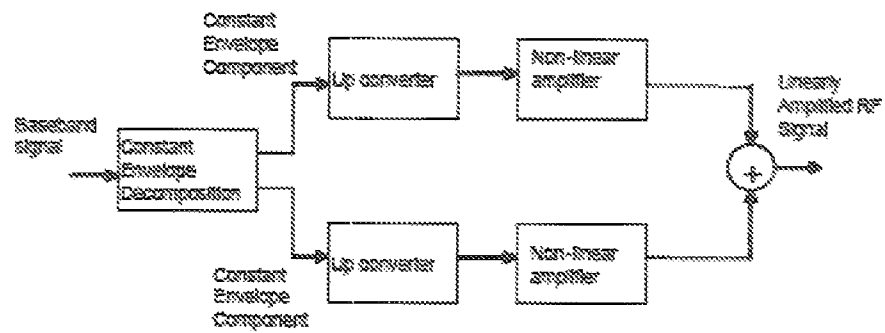 Constant
Envelope
Component
Up converter
Non-linear
amplifier
Linearly
Amplified RF
Signal
Baseband
signal
Constant
Envelope
Decomposition
+
Up converter
Non-linear
amplifier
Constant
Envelope
Component